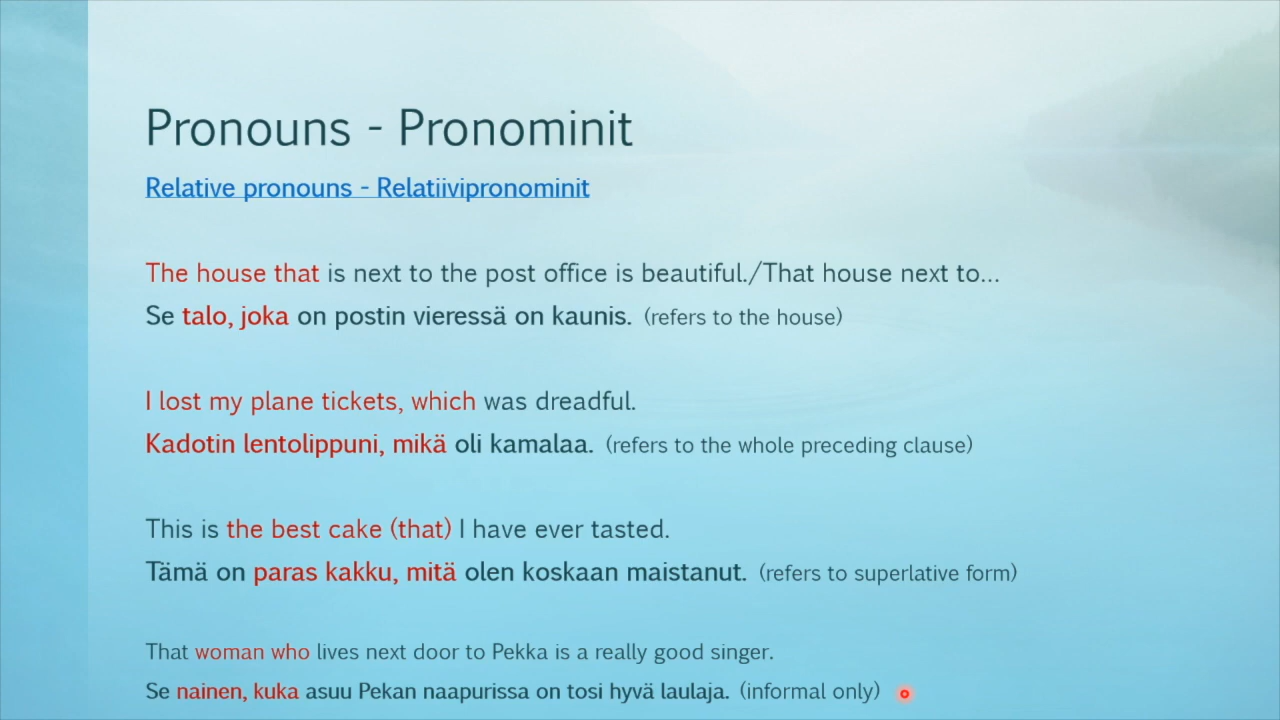 Pronouns - Pronominit
Relative pronouns - Relatiivipronominit
The house that is next to the post office is beautiful./That house next to...
Se talo, joka on postin vieressä on kaunis. (refers to the house)
I lost my plane tickets, which was dreadful.
Kadotin lentolippuni, mikä oli kamalaa. (refers to the whole preceding clause)
This is the best cake (that) I have ever tasted.
Tämä on paras kakku, mitä olen koskaan maistanut. (refers to superlative form)
That woman who lives next door to Pekka is a really good singer.
Se nainen, kuka asuu Pekan naapurissa on tosi hyvä laulaja. (informal only)